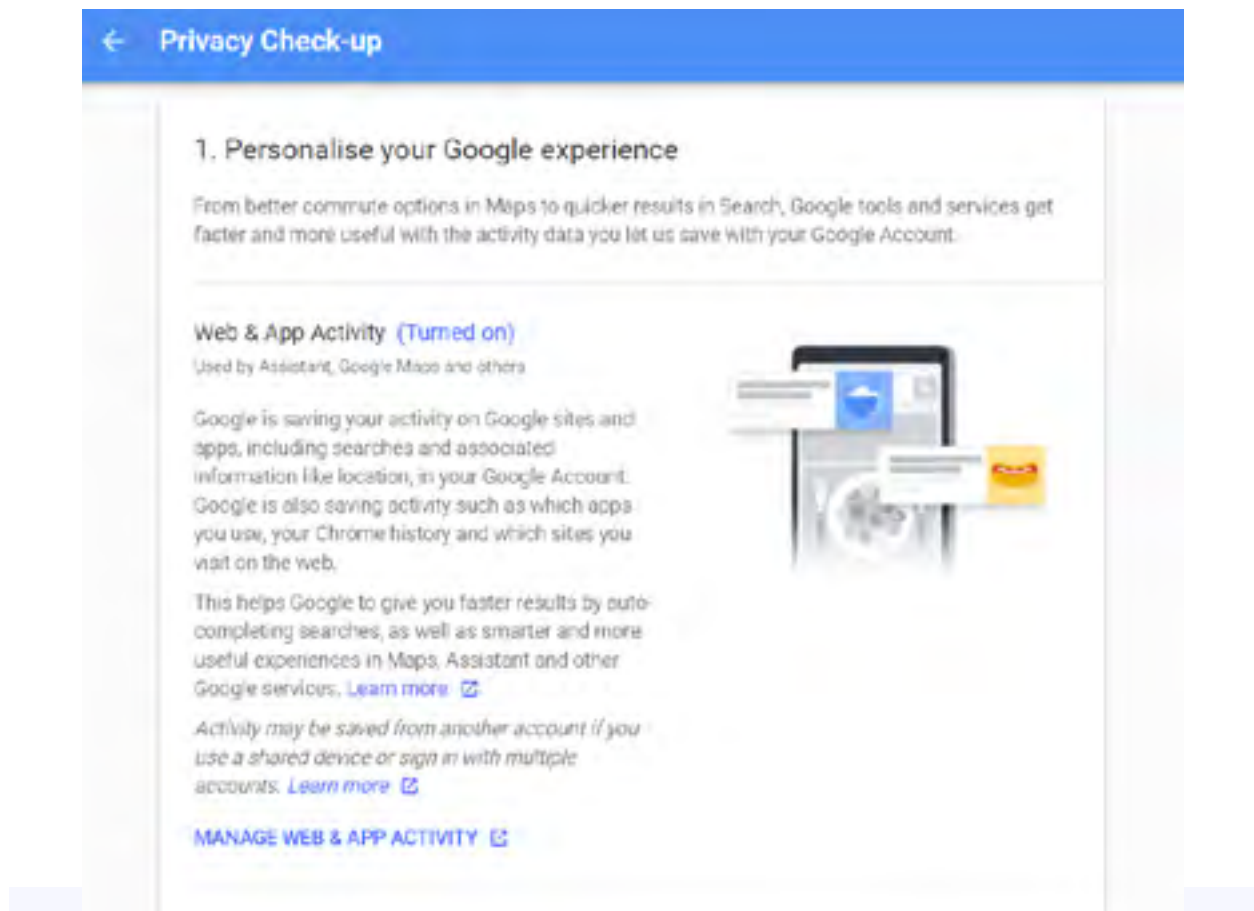 Privacy Check-up
1. Personalise your Google experience
From better commute options in Maps to quicker results in Search, Google tools and services get
faster and more useful with the activity data you let us save with your Google Account.
Web & App Activity (Turned on)
Used by Assistant, Google Maps and others
Google is saving your activity on Google sites and
apps, including searches and associated
information like location, in your Google Account.
Google is also saving activity such as which apps
you use, your Chrome history and which sites you
visit on the web.
This helps Google to give you faster results by auto-
completing searches, as well as smarter and more
useful experiences in Maps, Assistant and other
Google services. Learn more
Activity may be saved from another account if you
use a shared device or sign in with multiple
accounts. Learn more
MANAGE WEB & APP ACTIVITY